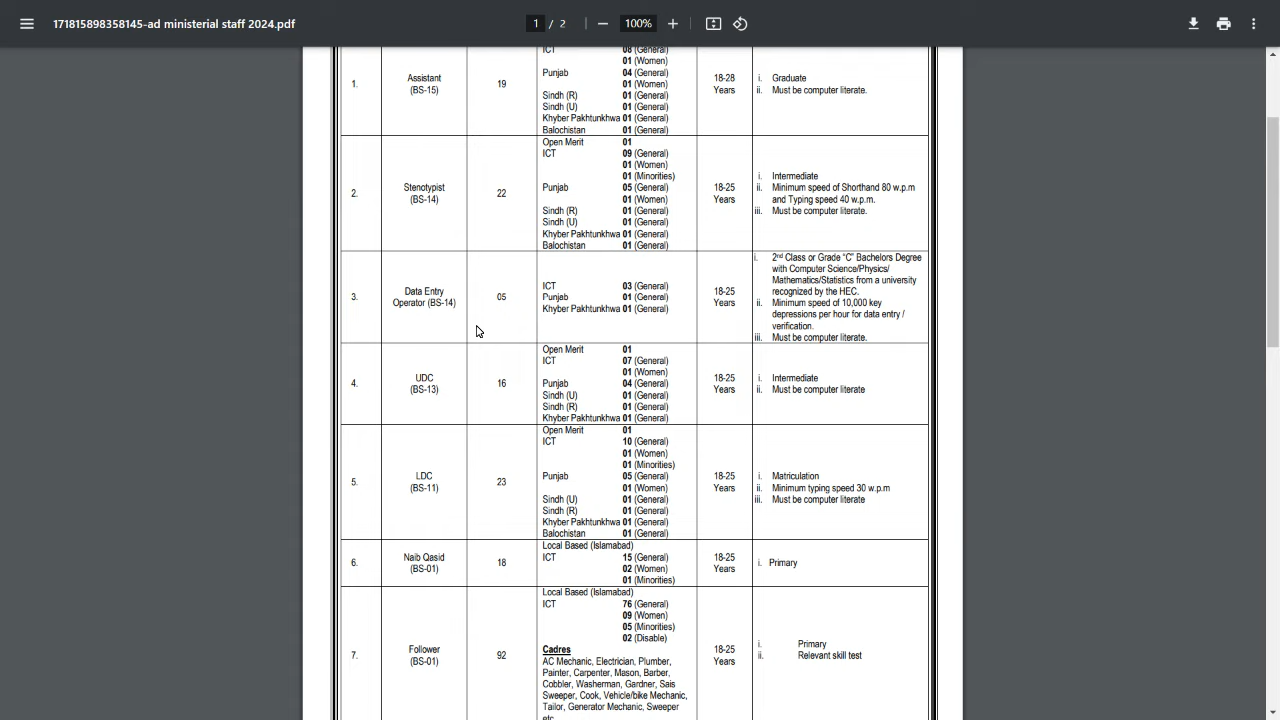 171815898358145-ad ministerial staff 2024.pdf
1 / 2
100%
ICT 08 (General)
01 (Women)
Punjab 04 (General)
01 (Women)
Sindh (R) 01 (General)
Sindh (U) 01 (General)
Khyber Pakhtunkhwa 01 (General)
Balochistan 01 (General)
1.
Assistant
(BS-15)
19
18-28
Years
i. Graduate
ii. Must be computer literate.
2.
Stenotypist
(BS-14)
22
Open Merit 01
ICT 09 (General)
01 (Women)
01 (Minorities)
Punjab 05 (General)
01 (Women)
Sindh (R) 01 (General)
Sindh (U) 01 (General)
Khyber Pakhtunkhwa 01 (General)
Balochistan 01 (General)
18-25
Years
i. Intermediate
ii. Minimum speed of Shorthand 80 w.p.m
and Typing speed 40 w.p.m.
iii. Must be computer literate.
3.
Data Entry
Operator (BS-14)
05
ICT 03 (General)
Punjab 01 (General)
Khyber Pakhtunkhwa 01 (General)
18-25
Years
i. 2nd Class or Grade “C” Bachelors Degree
with Computer Science/Physics/
Mathematics/Statistics from a university
recognized by the HEC.
ii. Minimum speed of 10,000 key
depressions per hour for data entry /
verification.
iii. Must be computer literate.
4.
UDC
(BS-13)
16
Open Merit 01
ICT 07 (General)
01 (Women)
Punjab 04 (General)
Sindh (U) 01 (General)
Sindh (R) 01 (General)
Khyber Pakhtunkhwa 01 (General)
18-25
Years
i. Intermediate
ii. Must be computer literate
5.
LDC
(BS-11)
23
Open Merit 01
ICT 10 (General)
01 (Women)
01 (Minorities)
Punjab 05 (General)
01 (Women)
Sindh (U) 01 (General)
Sindh (R) 01 (General)
Khyber Pakhtunkhwa 01 (General)
Balochistan 01 (General)
18-25
Years
i. Matriculation
ii. Minimum typing speed 30 w.p.m
iii. Must be computer literate
6.
Naib Qasid
(BS-01)
18
Local Based (Islamabad)
ICT 15 (General)
02 (Women)
01 (Minorities)
18-25
Years
i. Primary
7.
Follower
(BS-01)
92
Local Based (Islamabad)
ICT 76 (General)
09 (Women)
05 (Minorities)
02 (Disable)
Cadres
AC Mechanic, Electrician, Plumber,
Painter, Carpenter, Mason, Barber,
Cobbler, Washerman, Gardner, Sais
Sweeper, Cook, Vehicle/bike Mechanic,
Tailor, Generator Mechanic, Sweeper
etc
18-25
Years
i. Primary
ii. Relevant skill test